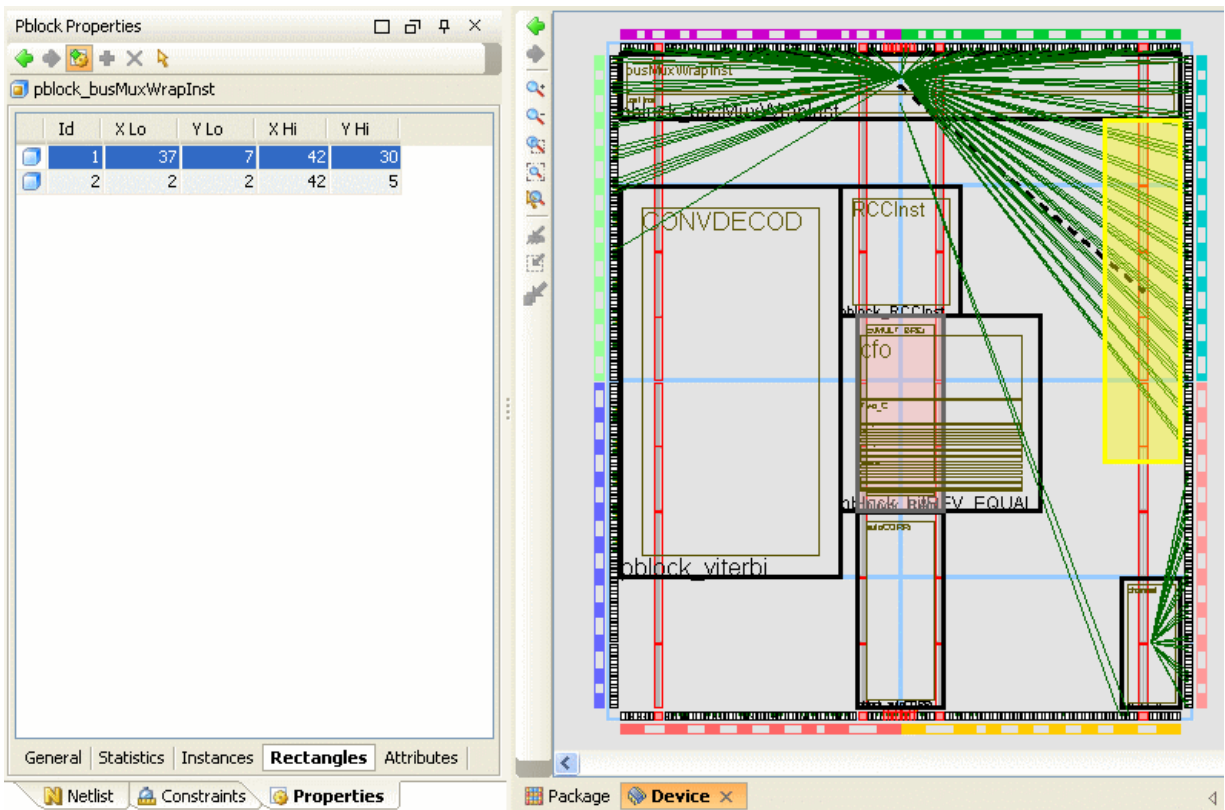 Pblock Properties
pblock_busMuxWrapInst
Id X Lo Y Lo X Hi Y Hi
1 37 7 42 30
2 2 2 42 5
General Statistics Instances Rectangles Attributes
Netlist Constraints Properties
busMuxWrapInst
pblock_busMuxWrapInst
CONVDECOD
RCCInst
pblock_RCCInst
cfo
pblock_viterbi
Package Device